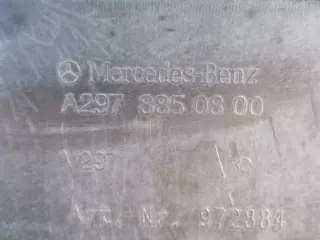 Mercedes-Benz
A297 885 08 00
V297
Art. Nr. 972884